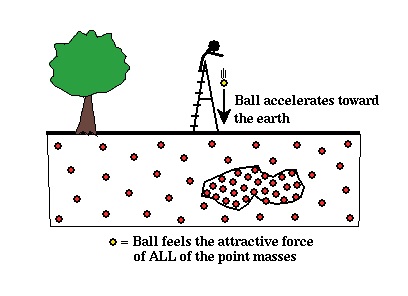 Ball accelerates toward
the earth
= Ball feels the attractive force
of ALL of the point masses